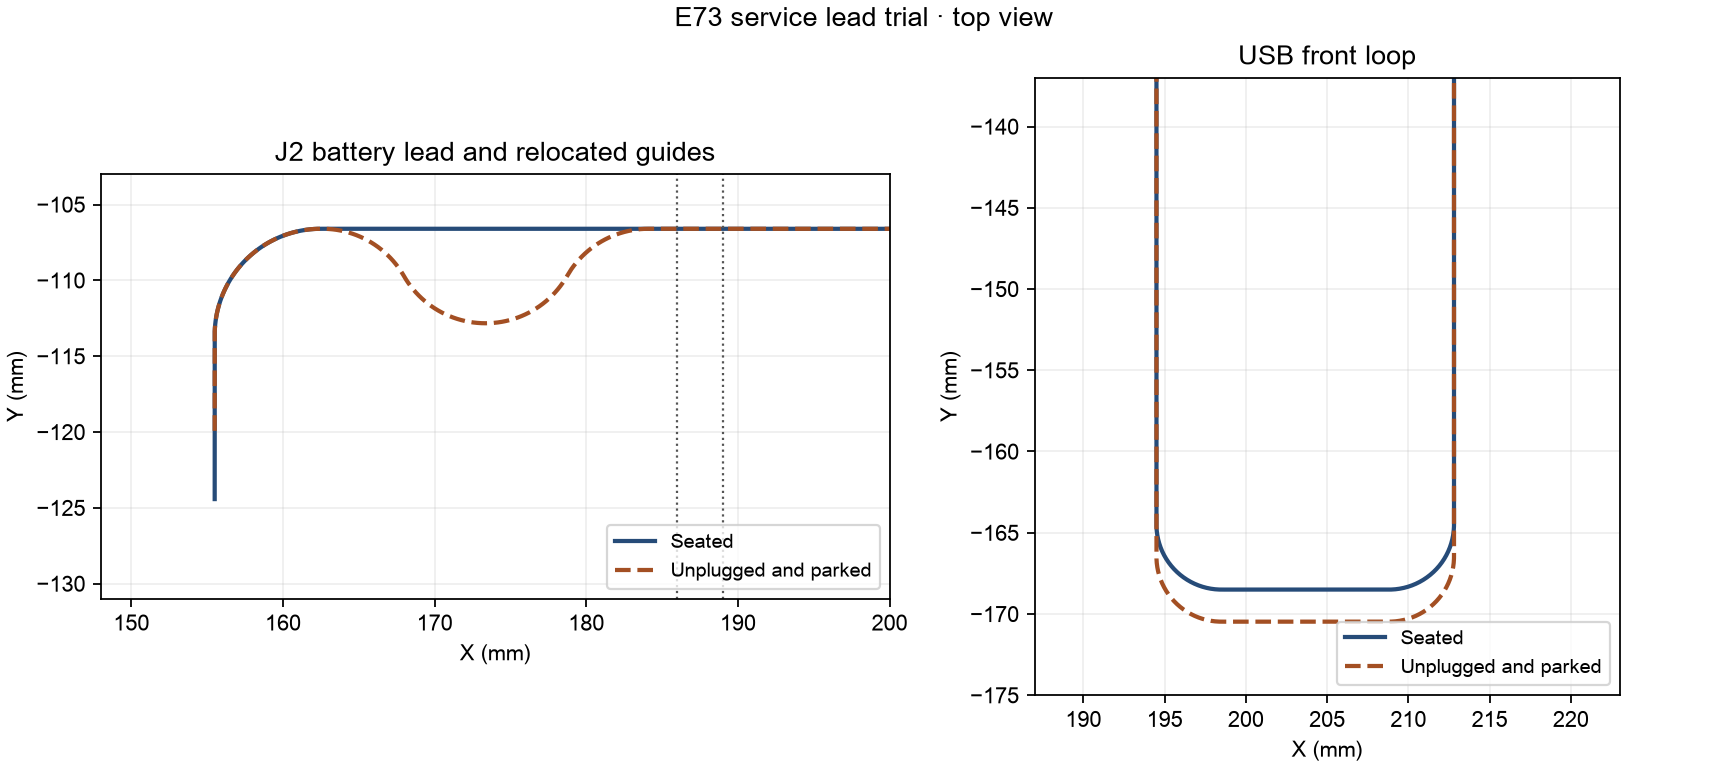 E73 service lead trial · top view
J2 battery lead and relocated guides
−105
−110
−115
−120
−125
−130
Y (mm)
150 160 170 180 190 200
X (mm)
Seated
Unplugged and parked
USB front loop
−140
−145
−150
−155
−160
−165
−170
−175
Y (mm)
190 195 200 205 210 215 220
X (mm)
Seated
Unplugged and parked